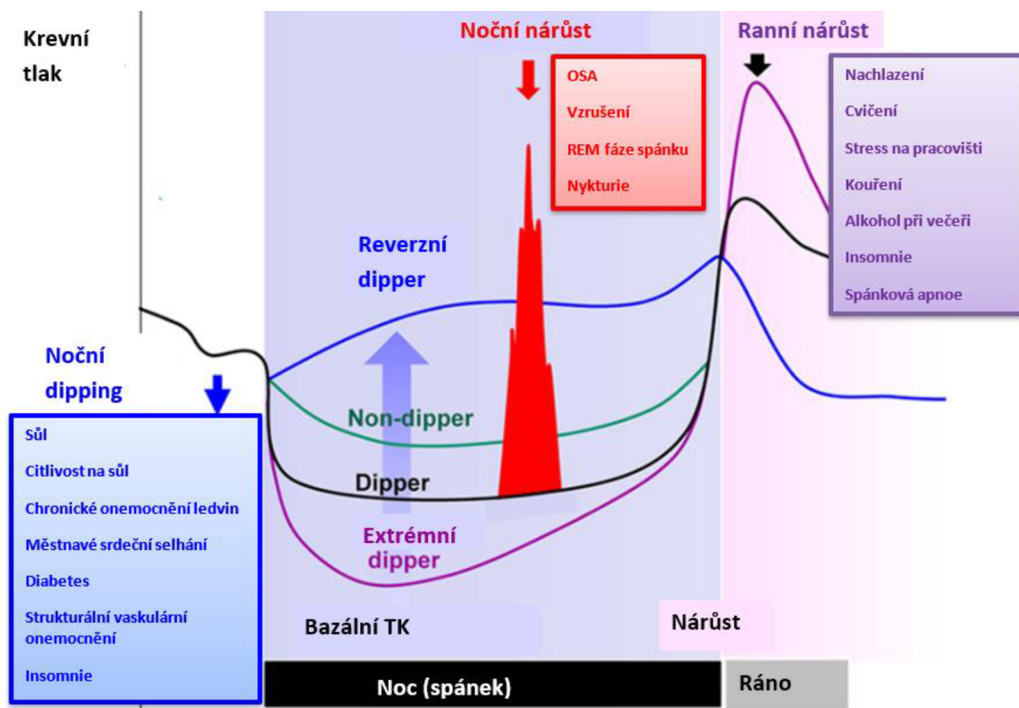 Krevní
tlak
Noční nárůst
OSA
Vzrušení
REM fáze spánku
Nykturie
Ranní nárůst
Nachlazení
Cvičení
Stress na pracovišti
Kouření
Alkohol při večeři
Insomnie
Spánková apnoe
Reverzní
dipper
Non-dipper
Dipper
Extrémní
dipper
Noční
dipping
Sůl
Citlivost na sůl
Chronické onemocnění ledvin
Městnavé srdeční selhání
Diabetes
Strukturální vaskulární
onemocnění
Insomnie
Bazální TK
Nárůst
Noc (spánek)
Ráno